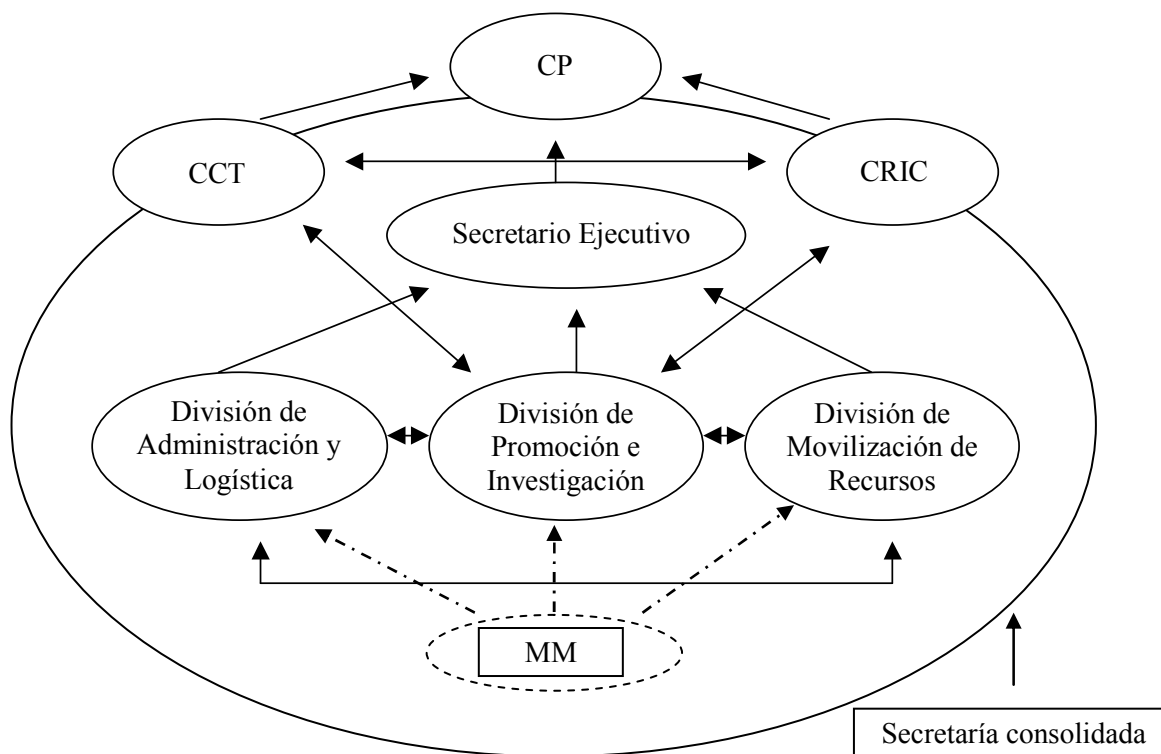 CP
CCT
CRIC
Secretario Ejecutivo
División de
Administración y
Logística
División de
Promoción e
Investigación
División de
Movilización de
Recursos
MM
Secretaría consolidada